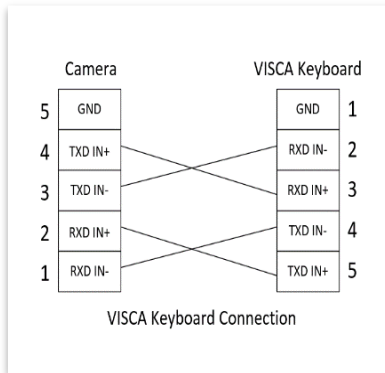 Camera VISCA Keyboard
5 GND GND 1
4 TXD IN+ RXD IN- 2
3 TXD IN- RXD IN+ 3
2 RXD IN+ TXD IN- 4
1 RXD IN- TXD IN+ 5
VISCA Keyboard Connection